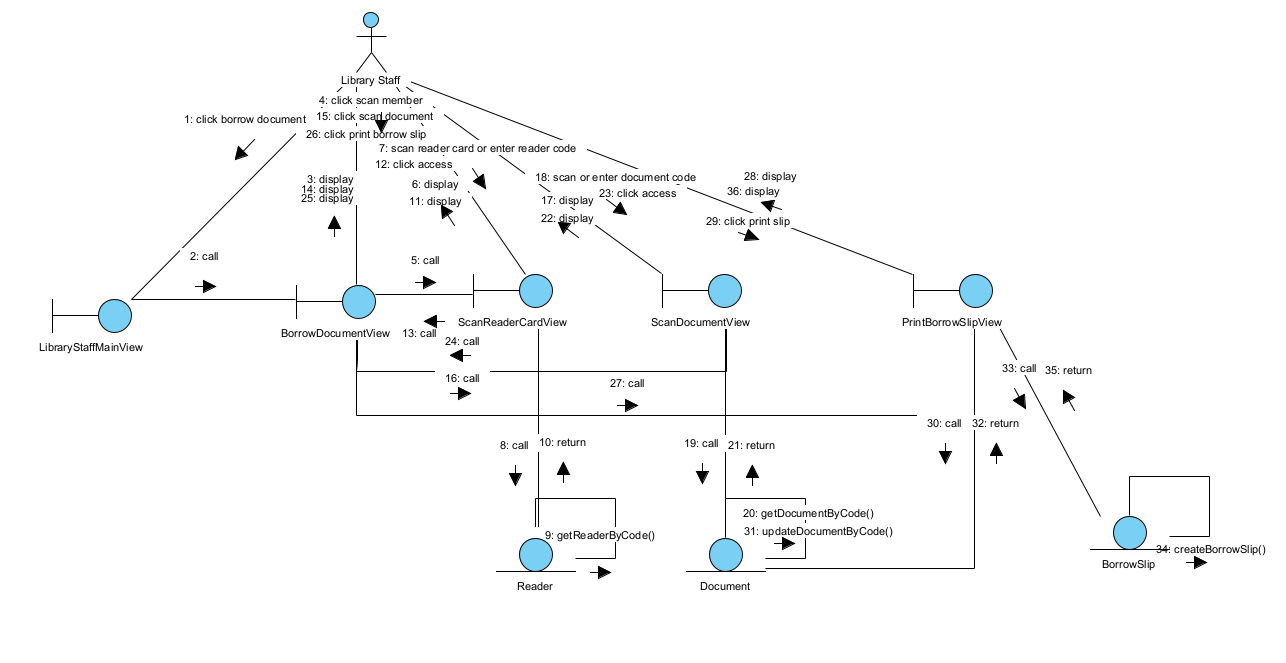 Library Staff
4: click scan member
1: click borrow document
15: click scan document
26: click print borrow slip
7: scan reader card or enter reader code
12: click access
3: display
14: display
25: display
6: display
11: display
18: scan or enter document code
23: click access
17: display
22: display
28: display
36: display
29: click print slip
2: call
5: call
LibraryStaffMainView
BorrowDocumentView
ScanReaderCardView
ScanDocumentView
PrintBorrowSlipView
13: call
24: call
16: call
27: call
33: call
35: return
30: call
32: return
8: call
10: return
19: call
21: return
9: getReaderByCode()
20: getDocumentByCode()
31: updateDocumentByCode()
34: createBorrowSlip()
BorrowSlip
Reader
Document